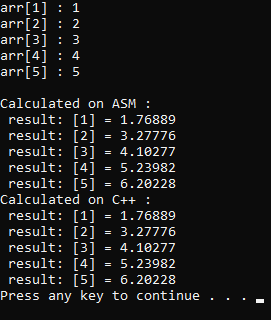 arr[1] : 1
arr[2] : 2
arr[3] : 3
arr[4] : 4
arr[5] : 5
Calculated on ASM :
result: [1] = 1.76889
result: [2] = 3.27776
result: [3] = 4.10277
result: [4] = 5.23982
result: [5] = 6.20228
Calculated on C++ :
result: [1] = 1.76889
result: [2] = 3.27776
result: [3] = 4.10277
result: [4] = 5.23982
result: [5] = 6.20228
Press any key to continue . . .